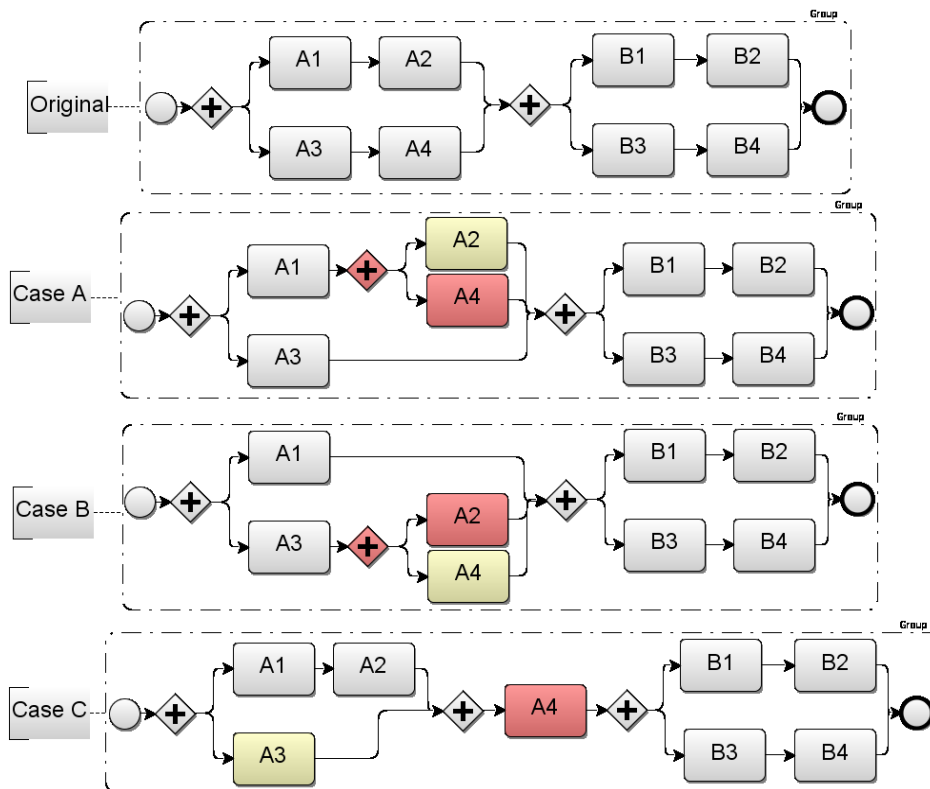 Group
A1 A2 B1 B2
Original
A3 A4 B3 B4
Group
A2
A1 B1 B2
Case A
A4
A3 B3 B4
Group
A1 B1 B2
Case B
A2
A3 B3 B4
A4
Group
A1 A2 B1 B2
Case C
A4
A3 B3 B4